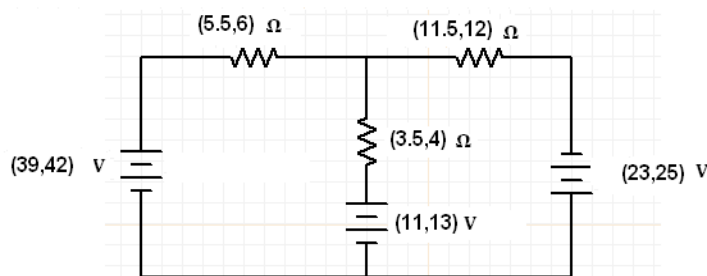 (5.5,6) Ω
(11.5,12) Ω
(3.5,4) Ω
(39,42) V
(23,25) V
(11,13) V